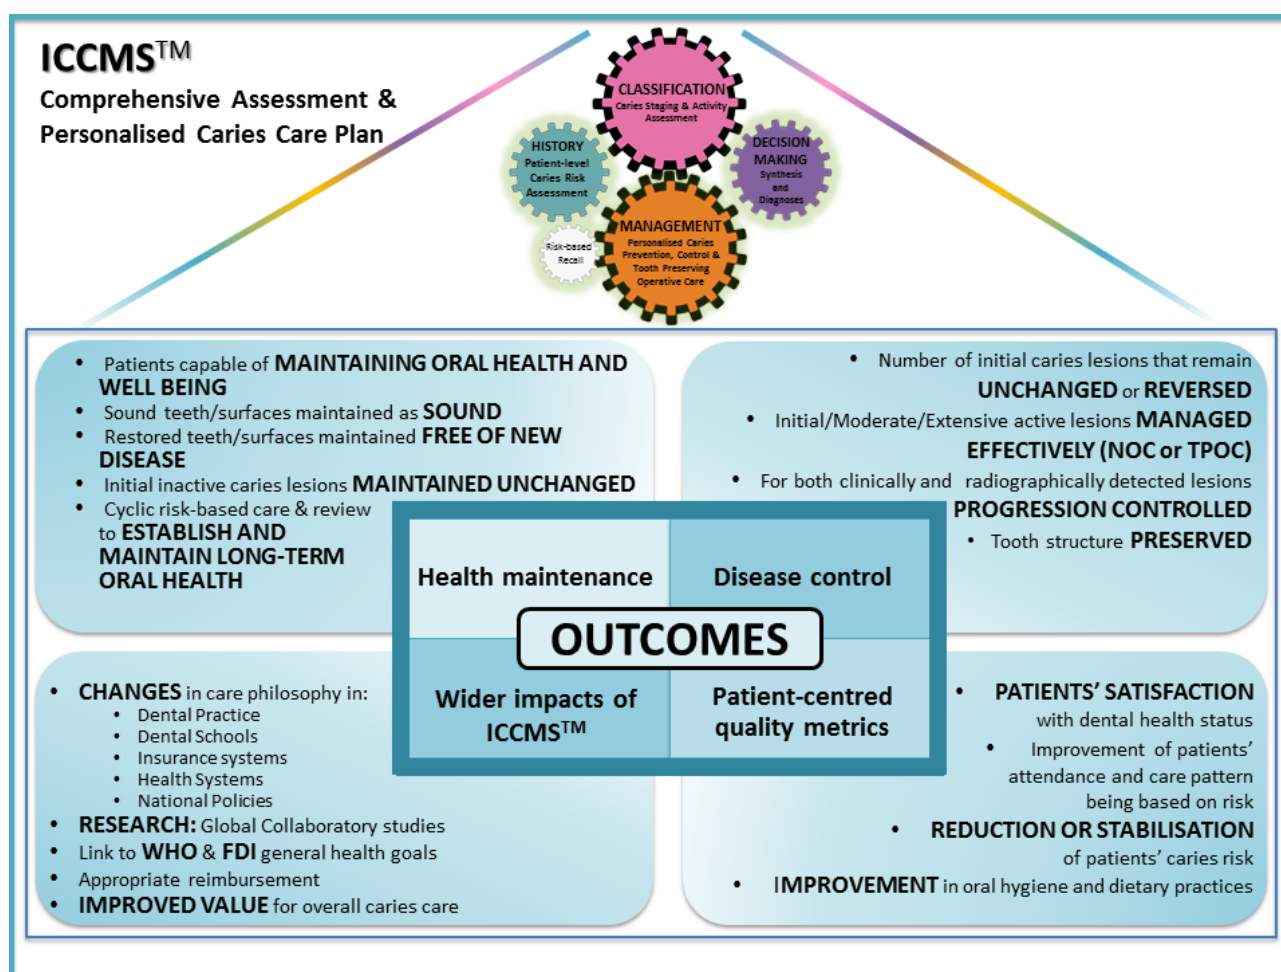 ICCMS™
Comprehensive Assessment &
Personalised Caries Care Plan
CLASSIFICATION
Caries Staging & Activity
Assessment
HISTORY
Patient-level
Caries Risk
Assessment
DECISION
MAKING
Synthesis
and
Diagnoses
MANAGEMENT
Personalised Caries
Prevention, Control &
Tooth Preserving
Operative Care
Risk-based
Recall
• Patients capable of MAINTAINING ORAL HEALTH AND
WELL BEING
• Sound teeth/surfaces maintained as SOUND
• Restored teeth/surfaces maintained FREE OF NEW
DISEASE
• Initial inactive caries lesions MAINTAINED UNCHANGED
• Cyclic risk-based care & review
to ESTABLISH AND
MAINTAIN LONG-TERM
ORAL HEALTH
• Number of initial caries lesions that remain
UNCHANGED or REVERSED
• Initial/Moderate/Extensive active lesions MANAGED
EFFECTIVELY (NOC or TPOC)
• For both clinically and radiographically detected lesions
PROGRESSION CONTROLLED
• Tooth structure PRESERVED
Health maintenance
Disease control
OUTCOMES
Wider impacts of
ICCMS™
Patient-centred
quality metrics
• CHANGES in care philosophy in:
• Dental Practice
• Dental Schools
• Insurance systems
• Health Systems
• National Policies
• RESEARCH: Global Collaboratory studies
• Link to WHO & FDI general health goals
• Appropriate reimbursement
• IMPROVED VALUE for overall caries care
• PATIENTS' SATISFACTION
with dental health status
• Improvement of patients'
attendance and care pattern
being based on risk
• REDUCTION OR STABILISATION
of patients' caries risk
• IMPROVEMENT in oral hygiene and dietary practices